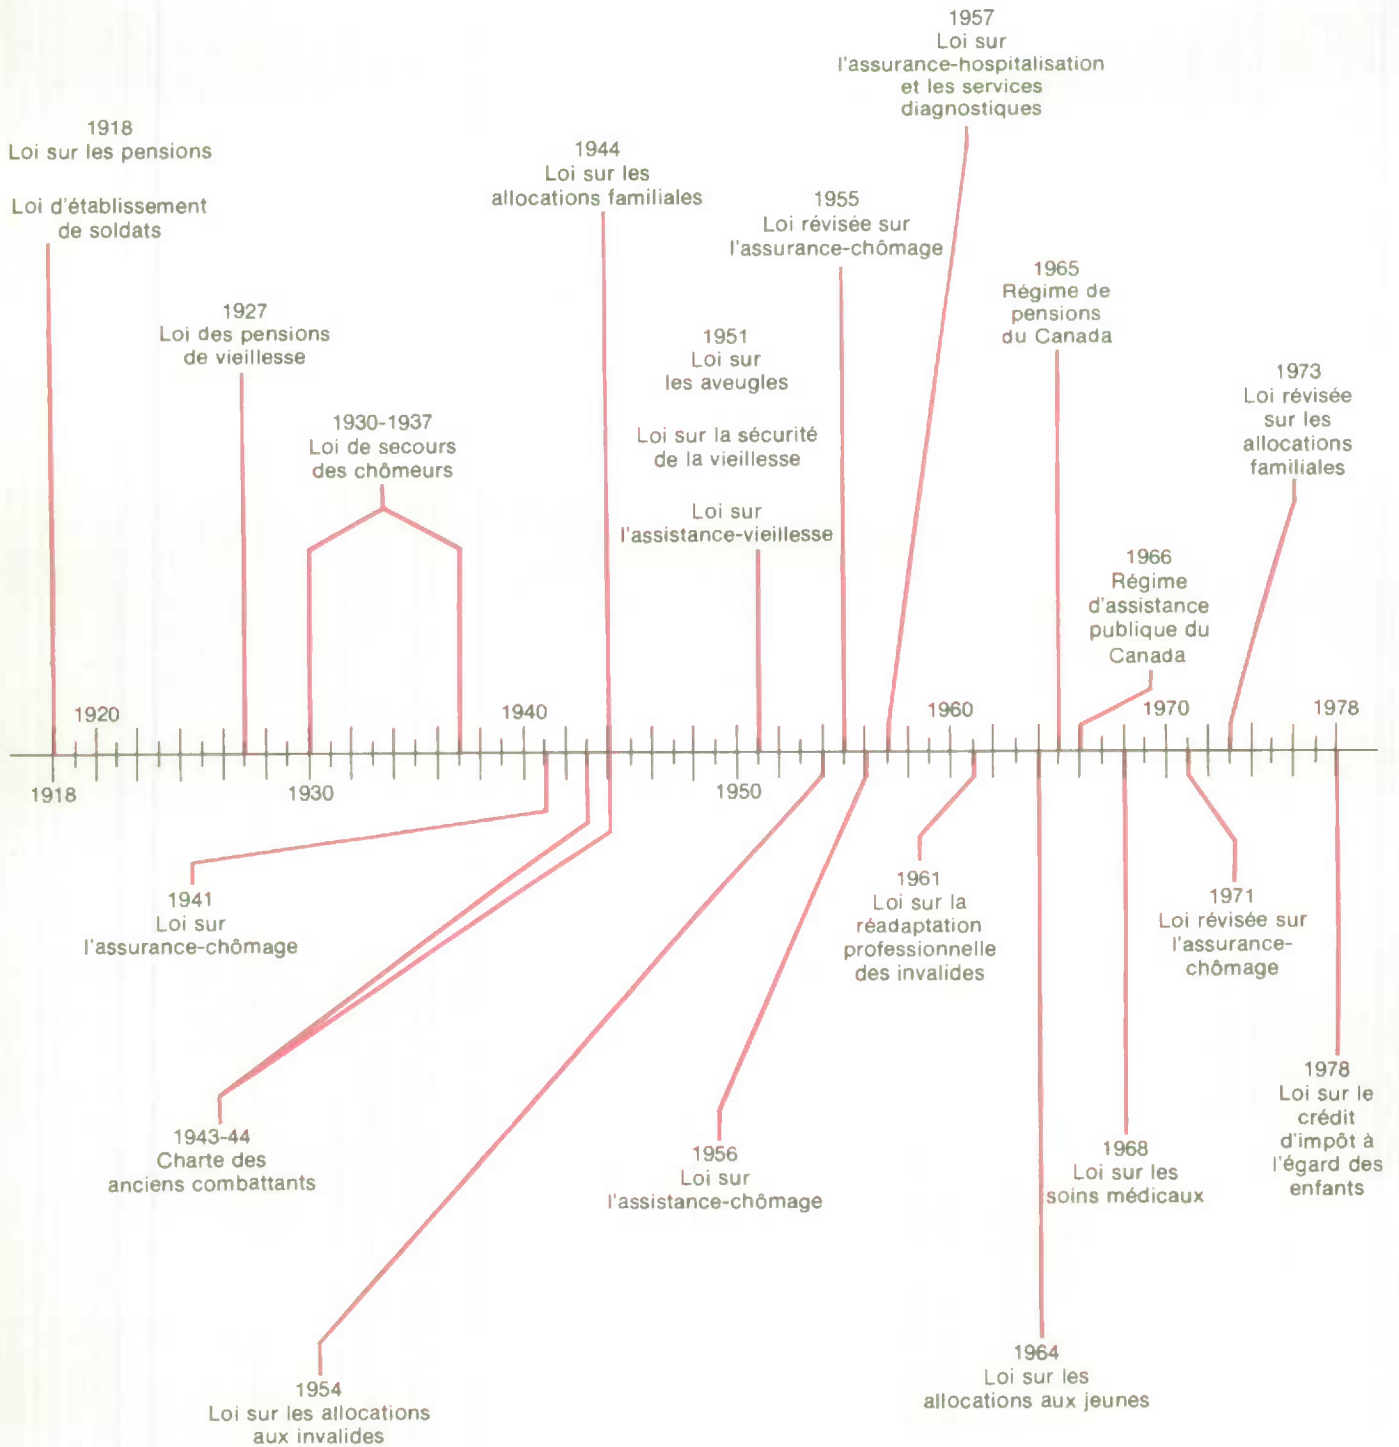 1957
Loi sur
l'assurance-hospitalisation
et les services
diagnostiques
1918
Loi sur les pensions
Loi d'établissement
de soldats
1944
Loi sur les
allocations familiales
1955
Loi révisée sur
l'assurance-chômage
1965
Régime de
pensions
du Canada
1927
Loi des pensions
de vieillesse
1951
Loi sur
les aveugles
Loi sur la sécurité
de la vieillesse
Loi sur
l'assistance-vieillesse
1973
Loi révisée
sur les
allocations
familiales
1930-1937
Loi de secours
des chômeurs
1966
Régime
d'assistance
publique du
Canada
1920
1940
1960
1970
1978
1918
1930
1950
1941
Loi sur
l'assurance-chômage
1961
Loi sur la
réadaptation
professionnelle
des invalides
1971
Loi révisée sur
l'assurance-
chômage
1943-44
Charte des
anciens combattants
1956
Loi sur
l'assistance-chômage
1968
Loi sur les
soins médicaux
1978
Loi sur le
crédit
d'impôt à
l'égard des
enfants
1954
Loi sur les allocations
aux invalides
1964
Loi sur les
allocations aux jeunes